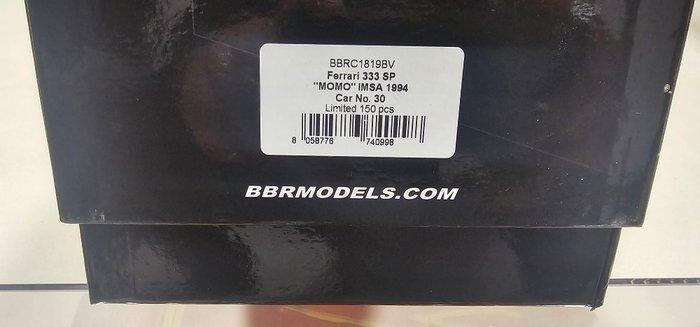 BBRC1819BV
Ferrari 333 SP
"MOMO" IMSA 1994
Car No. 30
Limited 150 pcs
8 058776 740998
BBRMODELS.COM